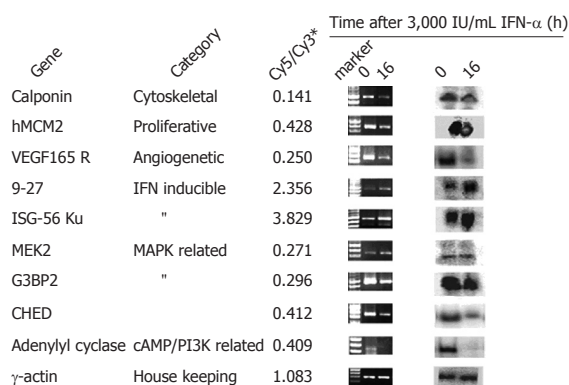 Time after 3,000 IU/mL IFN-α (h)
Gene Category Cy5/Cy3* marker 0 16 0 16
Calponin Cytoskeletal 0.141
hMCM2 Proliferative 0.428
VEGF165 R Angiogenetic 0.250
9-27 IFN inducible 2.356
ISG-56 Ku " 3.829
MEK2 MAPK related 0.271
G3BP2 " 0.296
CHED 0.412
Adenylyl cyclase cAMP/PI3K related 0.409
γ-actin House keeping 1.083